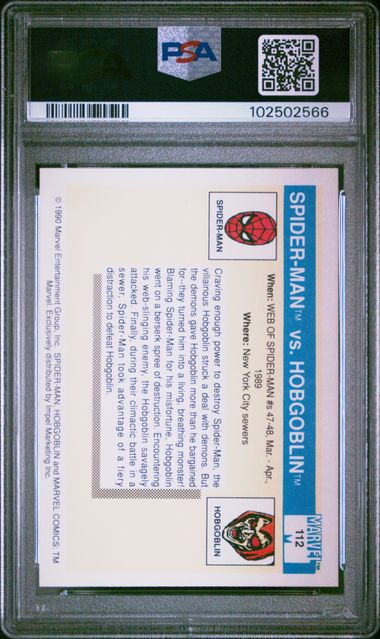 PSA
102502566
SPIDER-MAN™ vs. HOBGOBLIN™
MARVEL™
112
SPIDER-MAN
When: WEB OF SPIDER-MAN #s 47-48, Mar. - Apr.,
1989
Where: New York City sewers
HOBGOBLIN
Craving enough power to destroy Spider-Man, the
villainous Hobgoblin struck a deal with demons. But
the demons gave Hobgoblin more than he bargained
for–they turned him into a living, breathing monster!
Blaming Spider-Man for his misfortune, Hobgoblin
went on a berserk spree of destruction. Encountering
his web-slinging enemy, the Hobgoblin savagely
attacked. Finally, during their climactic battle in a
sewer, Spider-Man took advantage of a fiery
distraction to defeat Hobgoblin.
© 1990 Marvel Entertainment Group, Inc. SPIDER-MAN, HOBGOBLIN and MARVEL COMICS: TM
Marvel. Exclusively distributed by Impel Marketing Inc.